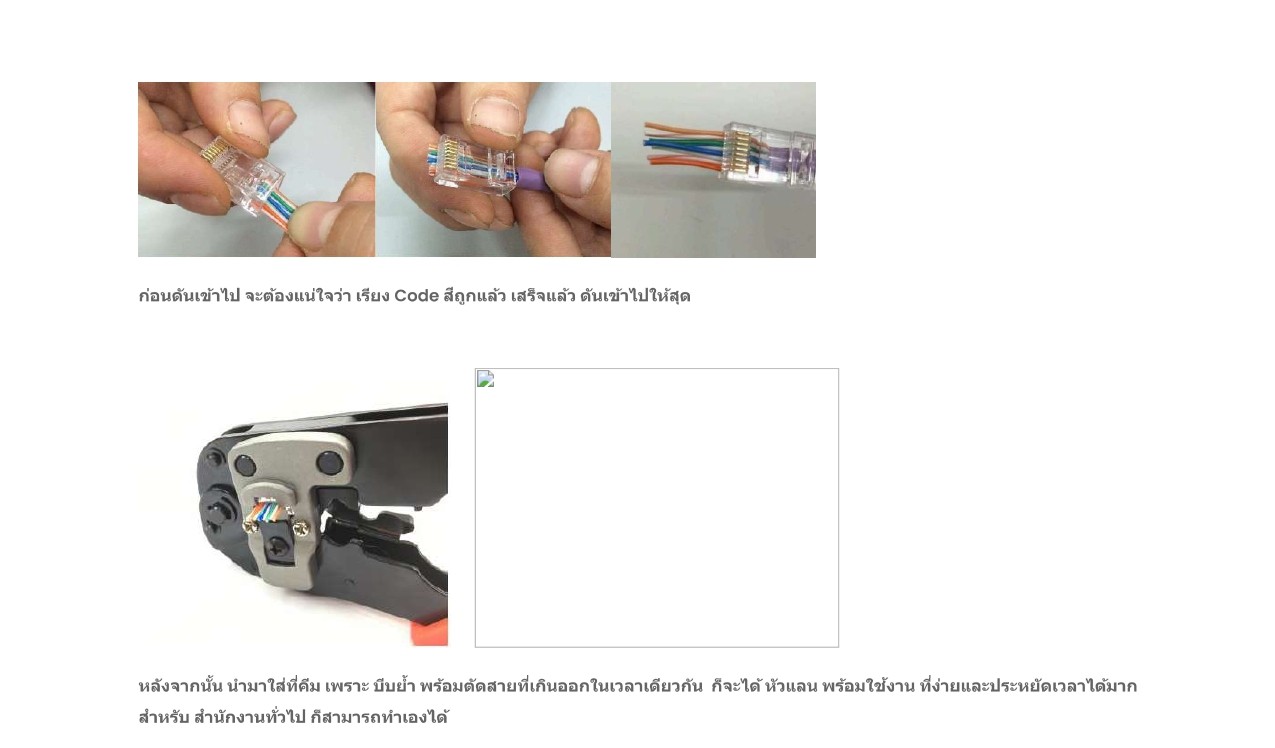 ก่อนดันเข้าไป จะต้องแน่ใจว่า เรียง Code สีถูกแล้ว เสร็จแล้ว ดันเข้าไปให้สุด
หลังจากนั้น นำมาใส่ที่คีม เพราะ บีบย้ำ พร้อมตัดสายที่เกินออกในเวลาเดียวกัน ก็จะได้ หัวแลน พร้อมใช้งาน ที่ง่ายและประหยัดเวลาได้มาก
สำหรับ สำนักงานทั่วไป ก็สามารถทำเองได้